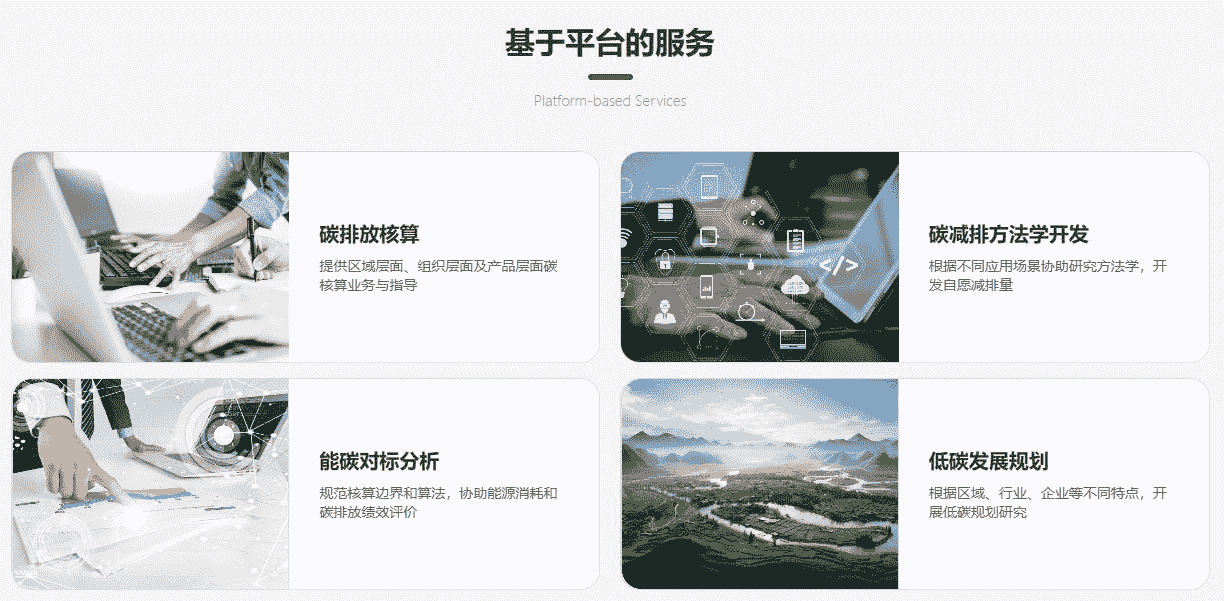 基于平台的服务
Platform-based Services
碳排放核算
提供区域层面、组织层面及产品层面碳
核算业务与指导
碳减排方法学开发
根据不同应用场景协助研究方法学，开
发自愿减排量
</>
能碳对标分析
规范核算边界和算法，协助能源消耗和
碳排放绩效评价
低碳发展规划
根据区域、行业、企业等不同特点，开
展低碳规划研究